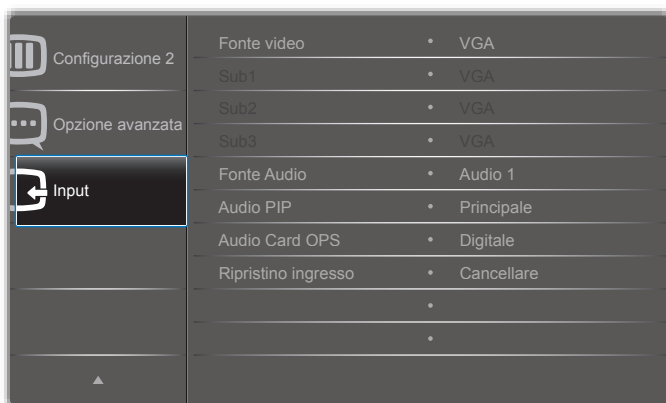 Configurazione 2
Opzione avanzata
Input
Fonte video • VGA
Sub1 VGA
Sub2 VGA
Sub3 VGA
Fonte Audio • Audio 1
Audio PIP • Principale
Audio Card OPS • Digitale
Ripristino ingresso • Cancellare
•
•